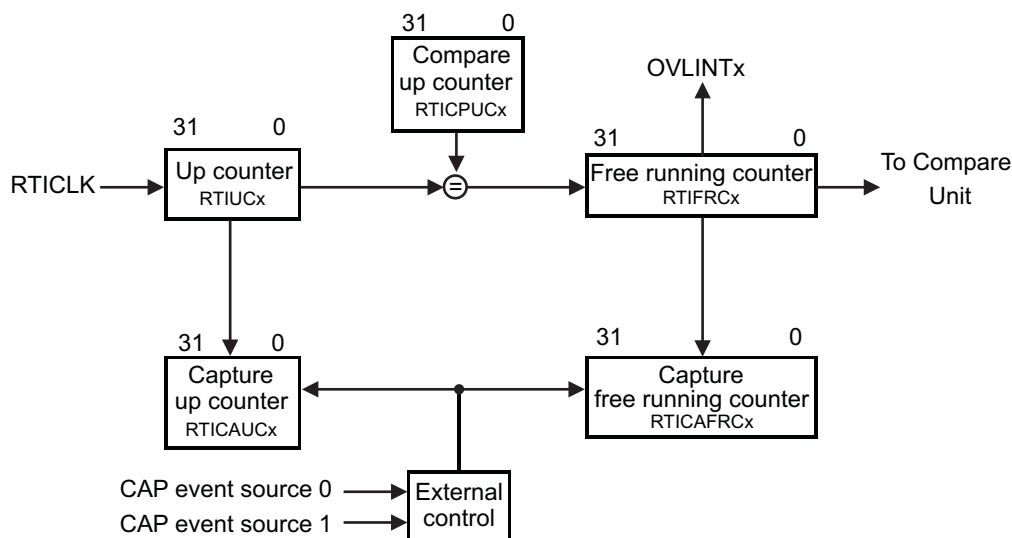 31 0
Compare
up counter
RTICPUCx
OVLINTx
31 0
Up counter
RTIUCx
RTICLK
=
31 0
Free running counter
RTIFRCx
To Compare
Unit
31 0
Capture
up counter
RTICAUCx
31 0
Capture
free running counter
RTICAFRCx
CAP event source 0
CAP event source 1
External
control